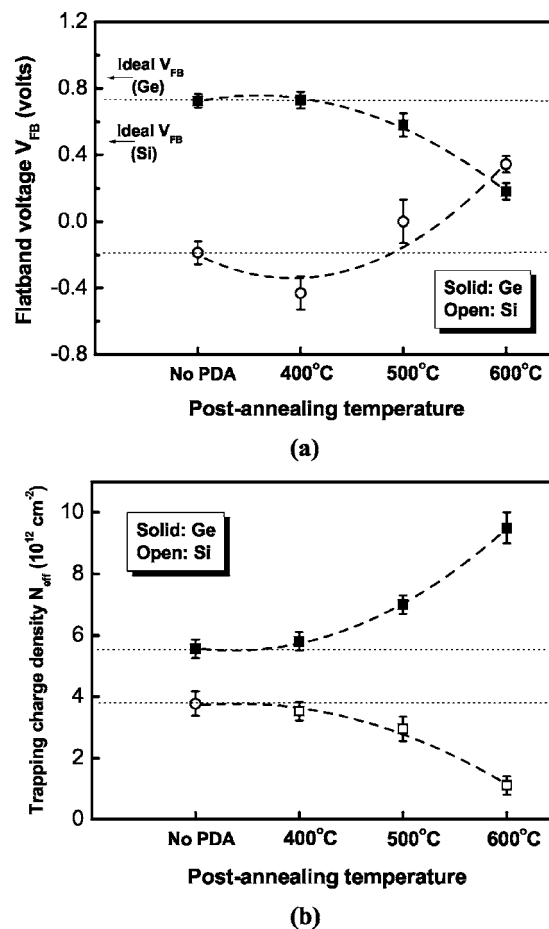 (a)
Flatband voltage V_FB (volts)
1.2
0.8
0.4
0.0
-0.4
-0.8
Ideal V_FB
(Ge)
Ideal V_FB
(Si)
Solid: Ge
Open: Si
No PDA 400°C 500°C 600°C
Post-annealing temperature
(a)
Trapping charge density N_eff (10^12 cm^-2)
10
8
6
4
2
0
Solid: Ge
Open: Si
No PDA 400°C 500°C 600°C
Post-annealing temperature
(b)